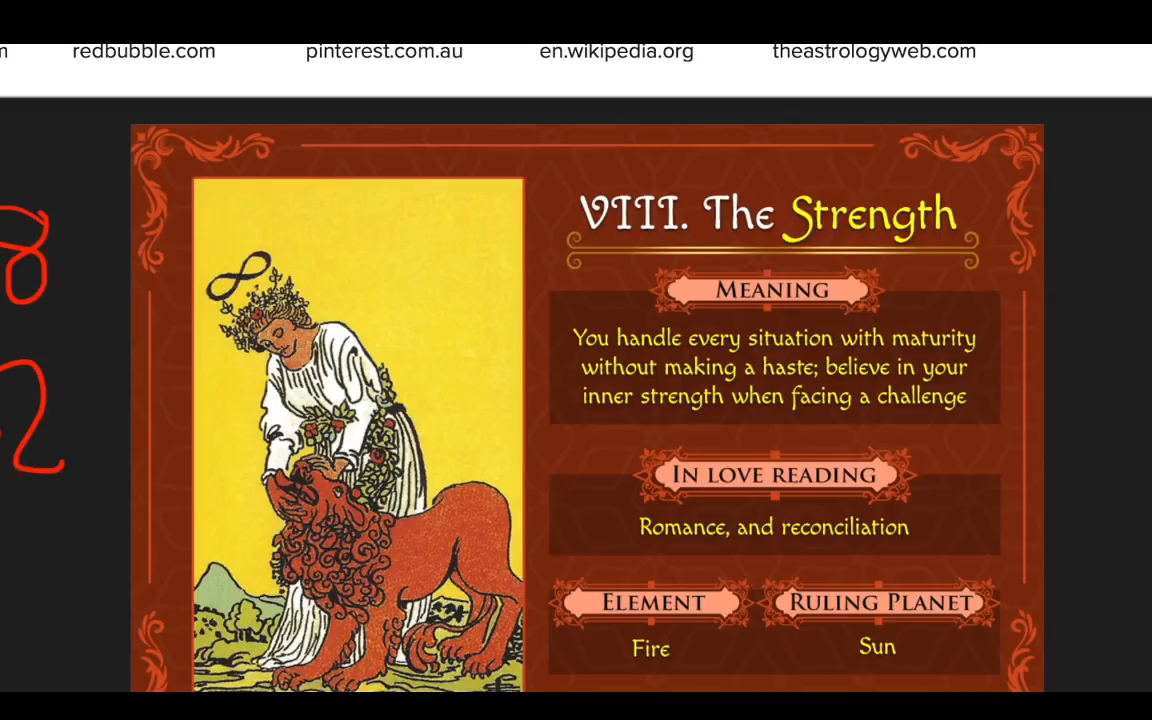 redbubble.com pinterest.com.au en.wikipedia.org theastrologyweb.com
8
2
VIII. The Strength
MEANING
You handle every situation with maturity
without making a haste; believe in your
inner strength when facing a challenge
IN LOVE READING
Romance, and reconciliation
ELEMENT RULING PLANET
Fire Sun